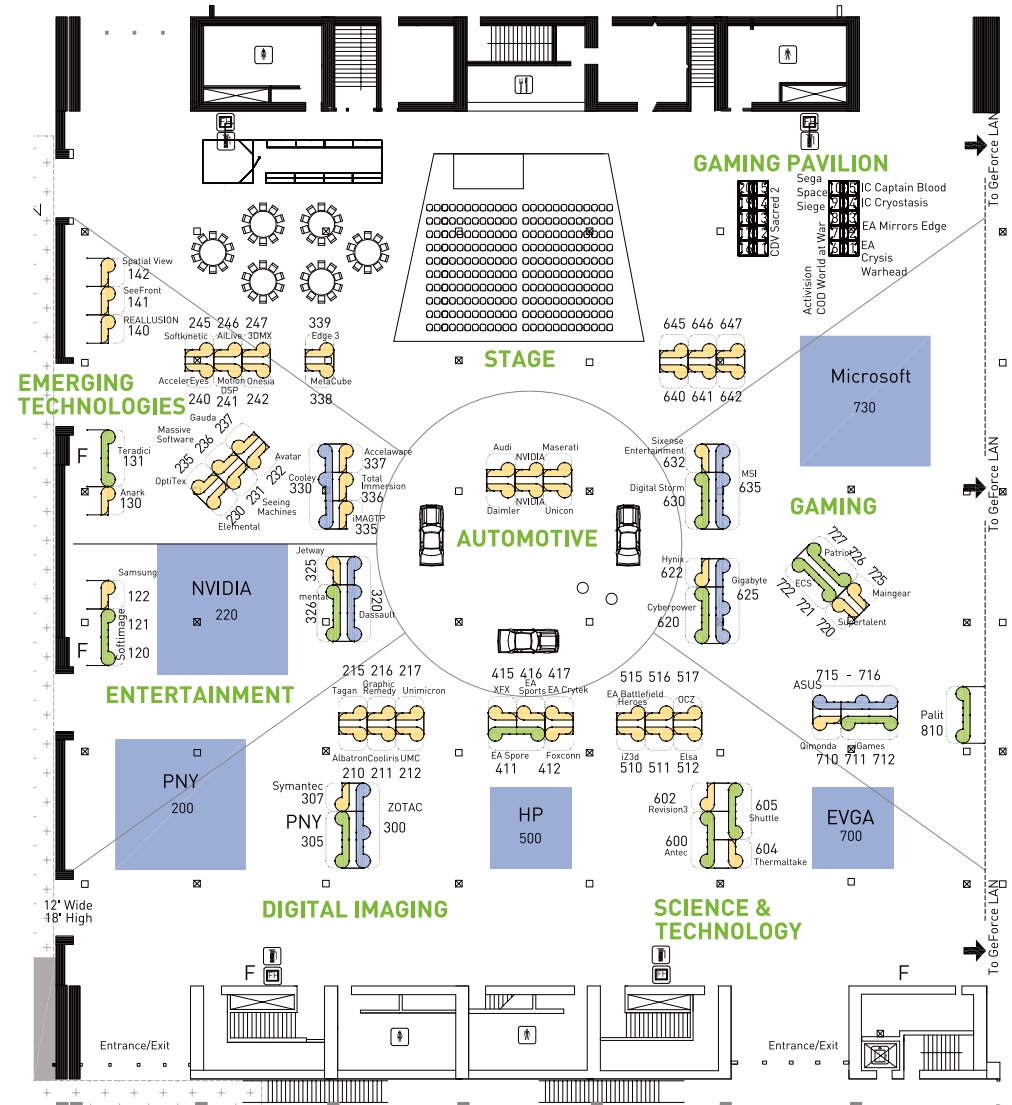 To GeForce LAN
GAMING PAVILION
CDV Sacred 2
Sega
Space
Siege
IC Captain Blood
IC Cryostasis
EA Mirrors Edge
EA
Crysis
Warhead
Activision
COD World at War
Spatial View
142
SeeFront
141
REALLUSION
140
245 246 247
Softkinetic AiLive 3DMX
AccelerEyes Motion DSP Onesia
240 241 242
339
Edge 3
MetaCube
338
STAGE
645 646 647
640 641 642
Microsoft
730
EMERGING
TECHNOLOGIES
F
Teradici
131
Anark
130
Gauda
Massive
Software
235 236 237
OptiTex
Avatar
230 231 232
Seeing
Machines
Elemental
Cooley
330
Accelaware
337
Total
Immersion
336
iMAGTP
335
Audi
Maserati
NVIDIA
NVIDIA
Daimler
Unicon
AUTOMOTIVE
Sixense
Entertainment
632
Digital Storm
630
MSI
635
To GeForce LAN
GAMING
727 726 725
Patriot
Maingear
ECS
722 721 720
Supertalent
Samsung
122
121
Softimage
120
F
NVIDIA
220
Jetway
325
mental
326
320
Dassault
Hynix
622
Cyberpower
620
Gigabyte
625
ENTERTAINMENT
215 216 217
Tagan
Graphic
Remedy
Unicron
Albatron Cooliris UMC
210 211 212
415 416 417
XFX
EA
Sports
EA Crytek
EA Spore
411
Foxconn
412
515 516 517
EA Battlefield
Heroes
OCZ
iZ3d
Elsa
510 511 512
715 - 716
ASUS
Qimonda
Games
710 711 712
Palit
810
PNY
200
Symantec
307
PNY
305
ZOTAC
300
HP
500
602
Revision3
600
Antec
605
Shuttle
604
Thermaltake
EVGA
700
12' Wide
18' High
DIGITAL IMAGING
SCIENCE &
TECHNOLOGY
To GeForce LAN
F
F
Entrance/Exit
Entrance/Exit